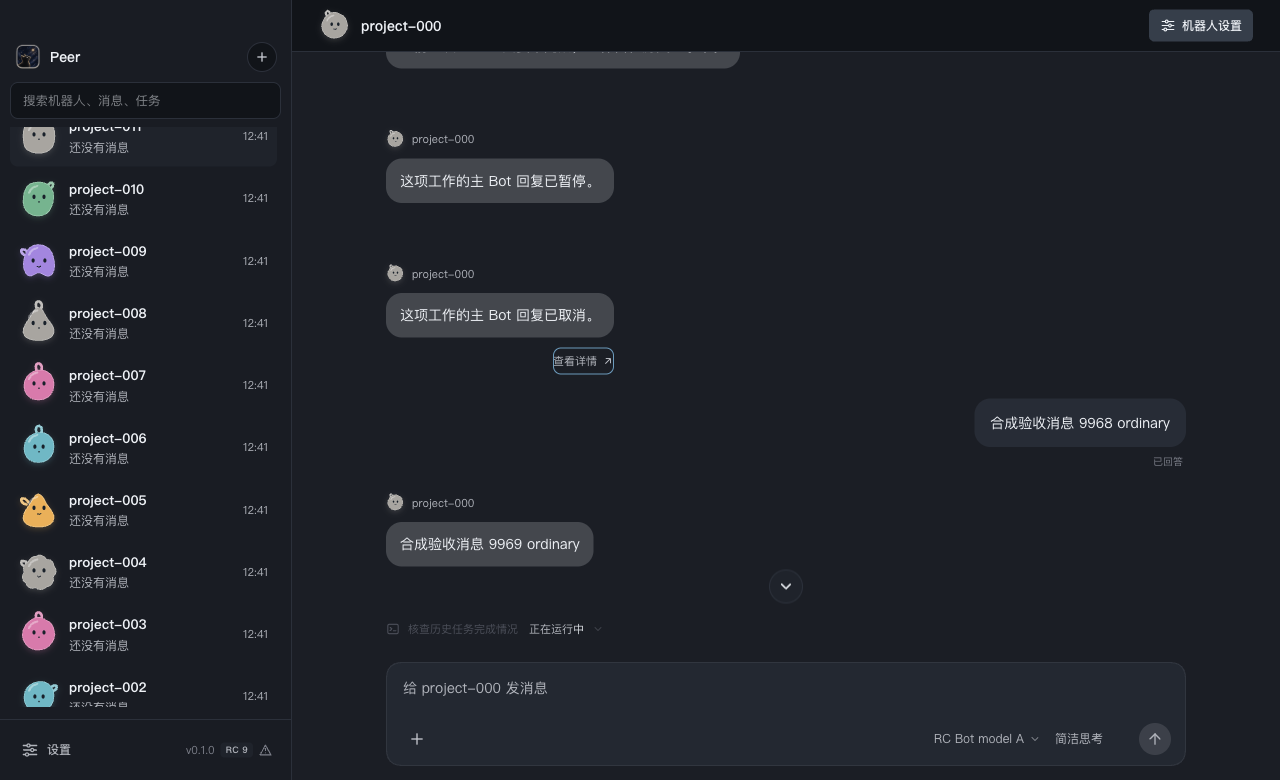 Peer
搜索机器人、消息、任务
project-011
12:41
还没有消息
project-010
12:41
还没有消息
project-009
12:41
还没有消息
project-008
12:41
还没有消息
project-007
12:41
还没有消息
project-006
12:41
还没有消息
project-005
12:41
还没有消息
project-004
12:41
还没有消息
project-003
12:41
还没有消息
project-002
12:41
还没有消息
设置
v0.1.0 RC 9
project-000
机器人设置
project-000
这项工作的主 Bot 回复已暂停。
project-000
这项工作的主 Bot 回复已取消。
查看详情
合成验收消息 9968 ordinary
已回答
project-000
合成验收消息 9969 ordinary
核查历史任务完成情况 正在运行中
给 project-000 发消息
RC Bot model A 简洁思考